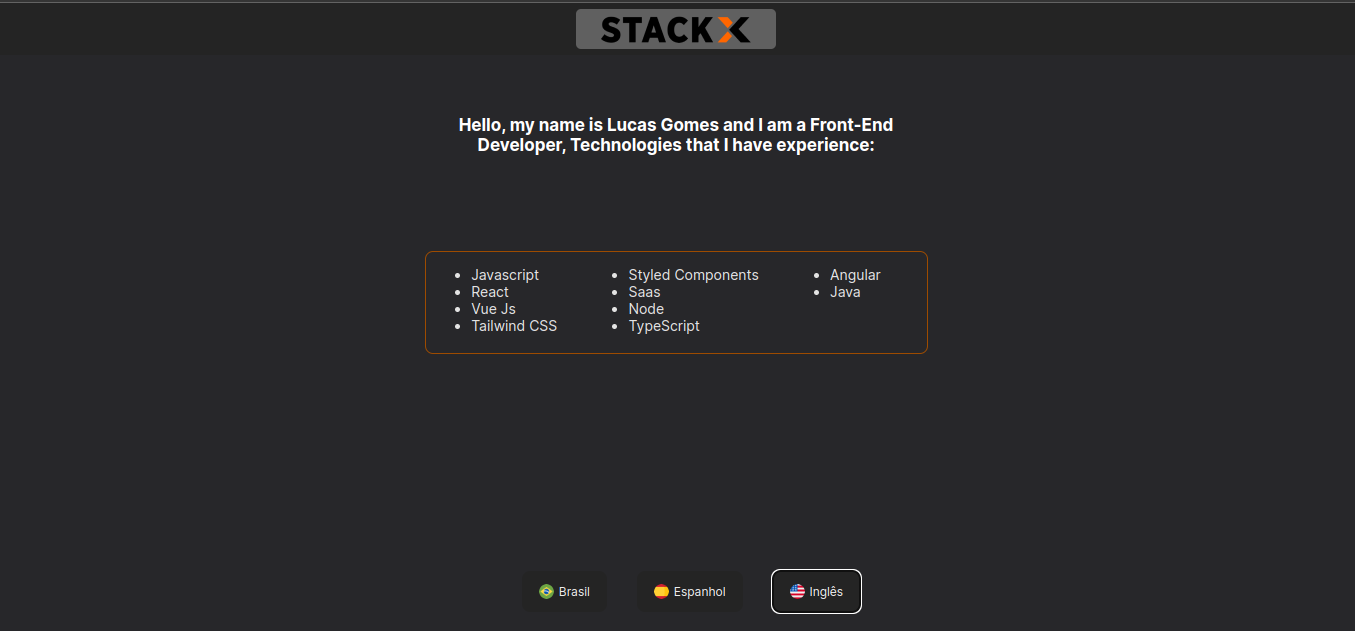 STACKX
Hello, my name is Lucas Gomes and I am a Front-End
Developer, Technologies that I have experience:
Javascript
React
Vue Js
Tailwind CSS
Styled Components
Saas
Node
TypeScript
Angular
Java
Brasil
Espanhol
Inglês